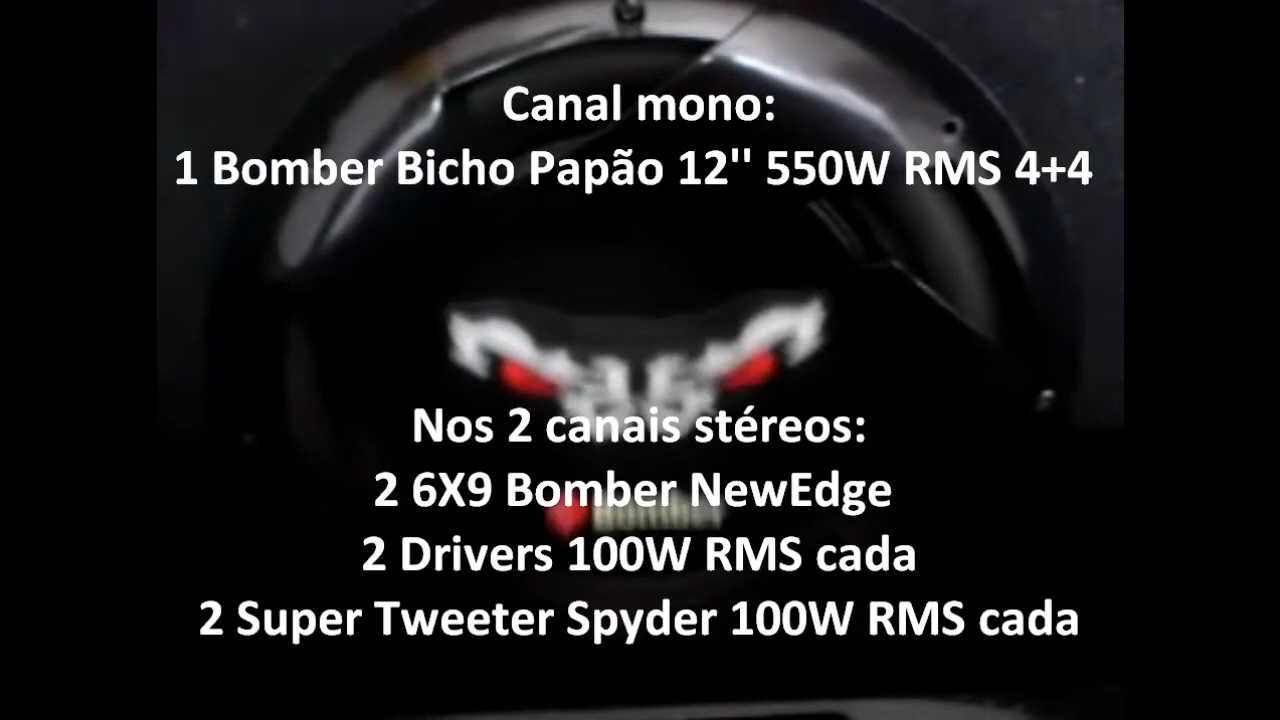 Canal mono:
1 Bomber Bicho Papão 12'' 550W RMS 4+4
Nos 2 canais stéreos:
2 6X9 Bomber NewEdge
bomber
2 Drivers 100W RMS cada
2 Super Tweeter Spyder 100W RMS cada